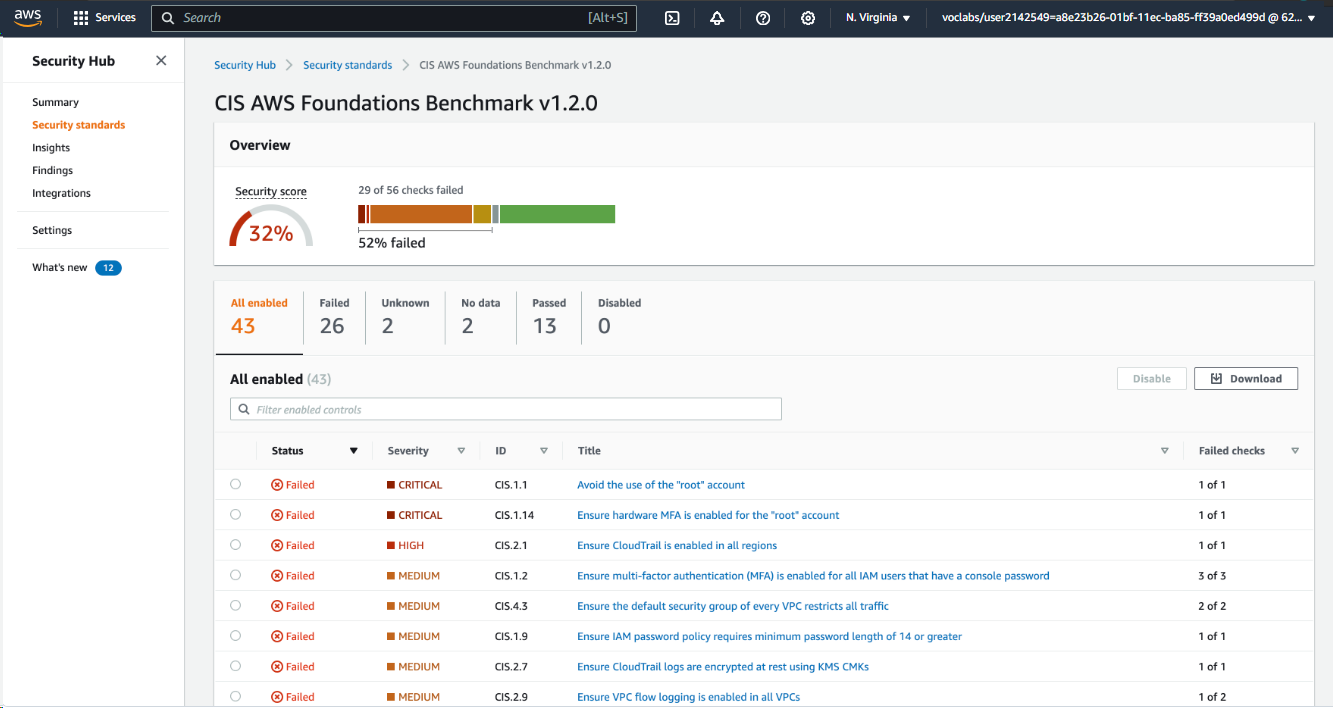 aws Services Search [Alt+S] N. Virginia voclabs/user2142549=a8e23b26-01bf-11ec-ba85-ff39a0ed499d @ 62...
Security Hub
Summary
Security standards
Insights
Findings
Integrations
Settings
What's new 12
Security Hub Security standards CIS AWS Foundations Benchmark v1.2.0
CIS AWS Foundations Benchmark v1.2.0
Overview
Security score 29 of 56 checks failed
32%
52% failed
All enabled Failed Unknown No data Passed Disabled
43 26 2 2 13 0
All enabled (43) Disable Download
Filter enabled controls
Status Severity ID Title Failed checks
Failed CRITICAL CIS.1.1 Avoid the use of the "root" account 1 of 1
Failed CRITICAL CIS.1.14 Ensure hardware MFA is enabled for the "root" account 1 of 1
Failed HIGH CIS.2.1 Ensure CloudTrail is enabled in all regions 1 of 1
Failed MEDIUM CIS.1.2 Ensure multi-factor authentication (MFA) is enabled for all IAM users that have a console password 3 of 3
Failed MEDIUM CIS.4.3 Ensure the default security group of every VPC restricts all traffic 2 of 2
Failed MEDIUM CIS.1.9 Ensure IAM password policy requires minimum password length of 14 or greater 1 of 1
Failed MEDIUM CIS.2.7 Ensure CloudTrail logs are encrypted at rest using KMS CMKs 1 of 1
Failed MEDIUM CIS.2.9 Ensure VPC flow logging is enabled in all VPCs 1 of 2